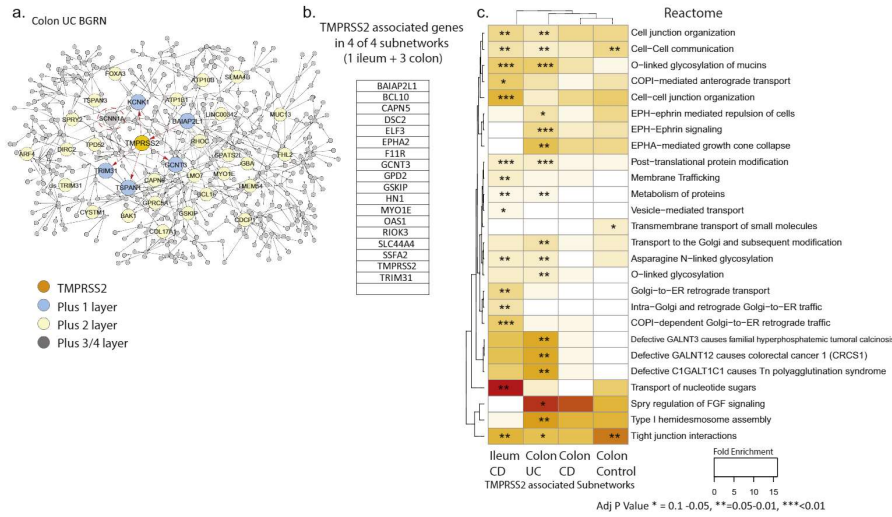 a.
Colon UC BGRN
FOXA3
ATP10B
SEMA4G
TSPAN3
KCNK1
ATP1B1
SPRY2
SCNN1A
LINC00842
MUC13
BAIAP2L1
TMPRSS2
ARF4
DIRC2
TPD52
RHOC
SPATS2L
GBA
TRIM31
GCNT3
CAPN5
LMO7
MYO1E
TRIM31
TSPAN1
TMEM54
GPRC5A
CYSTM1
BAK1
GSKIP
CDCP1
COL17A1
TMPRSS2
Plus 1 layer
Plus 2 layer
Plus 3/4 layer
b.
TMPRSS2 associated genes
in 4 of 4 subnetworks
(1 ileum + 3 colon)
BAIAP2L1
BCL10
CAPN5
DSC2
ELF3
EPHA2
F11R
GCNT3
GPD2
GSKIP
HN1
MYO1E
OAS1
RIOK3
SLC44A4
SSFA2
TMPRSS2
TRIM31
c.
Reactome
** ** Cell junction organization
** ** ** Cell-Cell communication
*** *** O-linked glycosylation of mucins
* COPI-mediated anterograde transport
*** Cell-cell junction organization
* EPH-ephrin mediated repulsion of cells
*** EPH-Ephrin signaling
** EPHA-mediated growth cone collapse
*** *** Post-translational protein modification
** Membrane Trafficking
** ** Metabolism of proteins
* Vesicle-mediated transport
* Transmembrane transport of small molecules
** Transport to the Golgi and subsequent modification
** ** Asparagine N-linked glycosylation
** O-linked glycosylation
** Golgi-to-ER retrograde transport
** Intra-Golgi and retrograde Golgi-to-ER traffic
*** COPI-dependent Golgi-to-ER retrograde traffic
** Defective GALNT3 causes familial hyperphosphatemic tumoral calcinosis
** Defective GALNT12 causes colorectal cancer 1 (CRCS1)
** Defective C1GALT1C1 causes Tn polyagglutination syndrome
** Transport of nucleotide sugars
* Spry regulation of FGF signaling
** Type I hemidesmosome assembly
** * ** Tight junction interactions
Ileum Colon Colon Colon
CD UC CD Control
TMPRSS2 associated Subnetworks
Fold Enrichment
0 5 10 15
Adj P Value * = 0.1 -0.05, **=0.05-0.01, ***<0.01